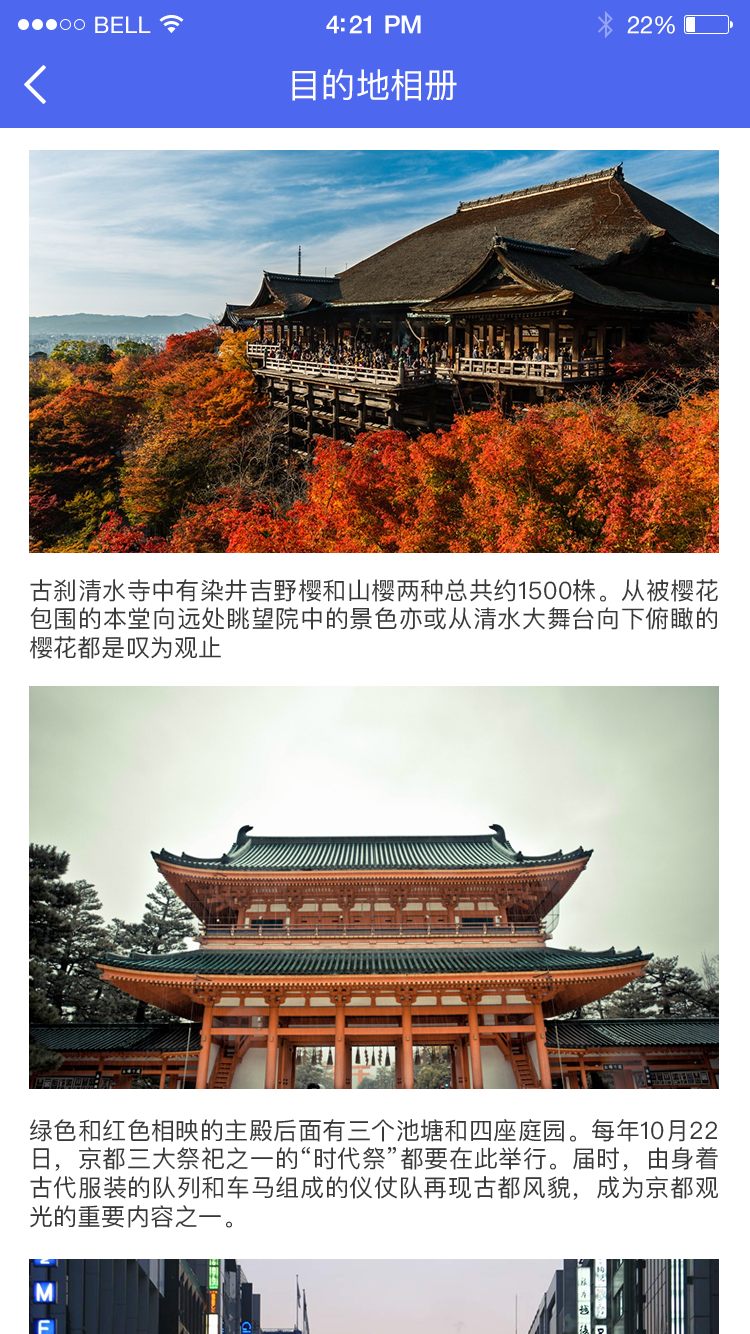 BELL 4:21 PM 22%
目的地相册
古刹清水寺中有染井吉野樱和山樱两种总共约1500株。从被樱花
包围的本堂向远处眺望院中的景色亦或从清水大舞台向下俯瞰的
樱花都是叹为观止
绿色和红色相映的主殿后面有三个池塘和四座庭园。每年10月22
日，京都三大祭祀之一的“时代祭”都要在此举行。届时，由身着
古代服装的队列和车马组成的仪仗队再现古都风貌，成为京都观
光的重要内容之一。
M